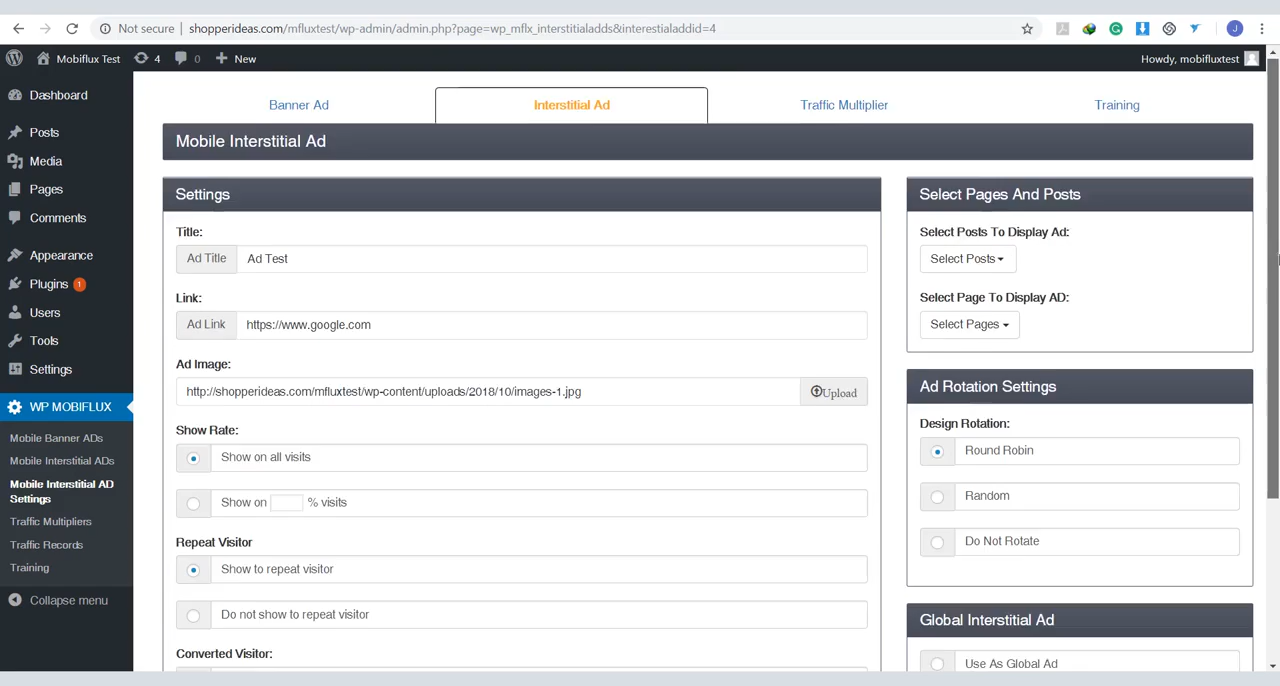 Not secure
shopperideas.com/mfluxtest/wp-admin/admin.php?page=wp_mflx_interstitialadds&interestialaddid=4
J
Mobiflux Test
4
0
New
Howdy, mobifluxtest
Dashboard
Posts
Media
Pages
Comments
Appearance
Plugins 1
Users
Tools
Settings
WP MOBIFLUX
Mobile Banner ADs
Mobile Interstitial ADs
Mobile Interstitial AD
Settings
Traffic Multipliers
Traffic Records
Training
Collapse menu
Banner Ad
Interstitial Ad
Traffic Multiplier
Training
Mobile Interstitial Ad
Settings
Title:
Ad Title Ad Test
Link:
Ad Link https://www.google.com
Ad Image:
http://shopperideas.com/mfluxtest/wp-content/uploads/2018/10/images-1.jpg Upload
Show Rate:
Show on all visits
Show on % visits
Repeat Visitor
Show to repeat visitor
Do not show to repeat visitor
Converted Visitor:
Select Pages And Posts
Select Posts To Display Ad:
Select Posts
Select Page To Display AD:
Select Pages
Ad Rotation Settings
Design Rotation:
Round Robin
Random
Do Not Rotate
Global Interstitial Ad
Use As Global Ad